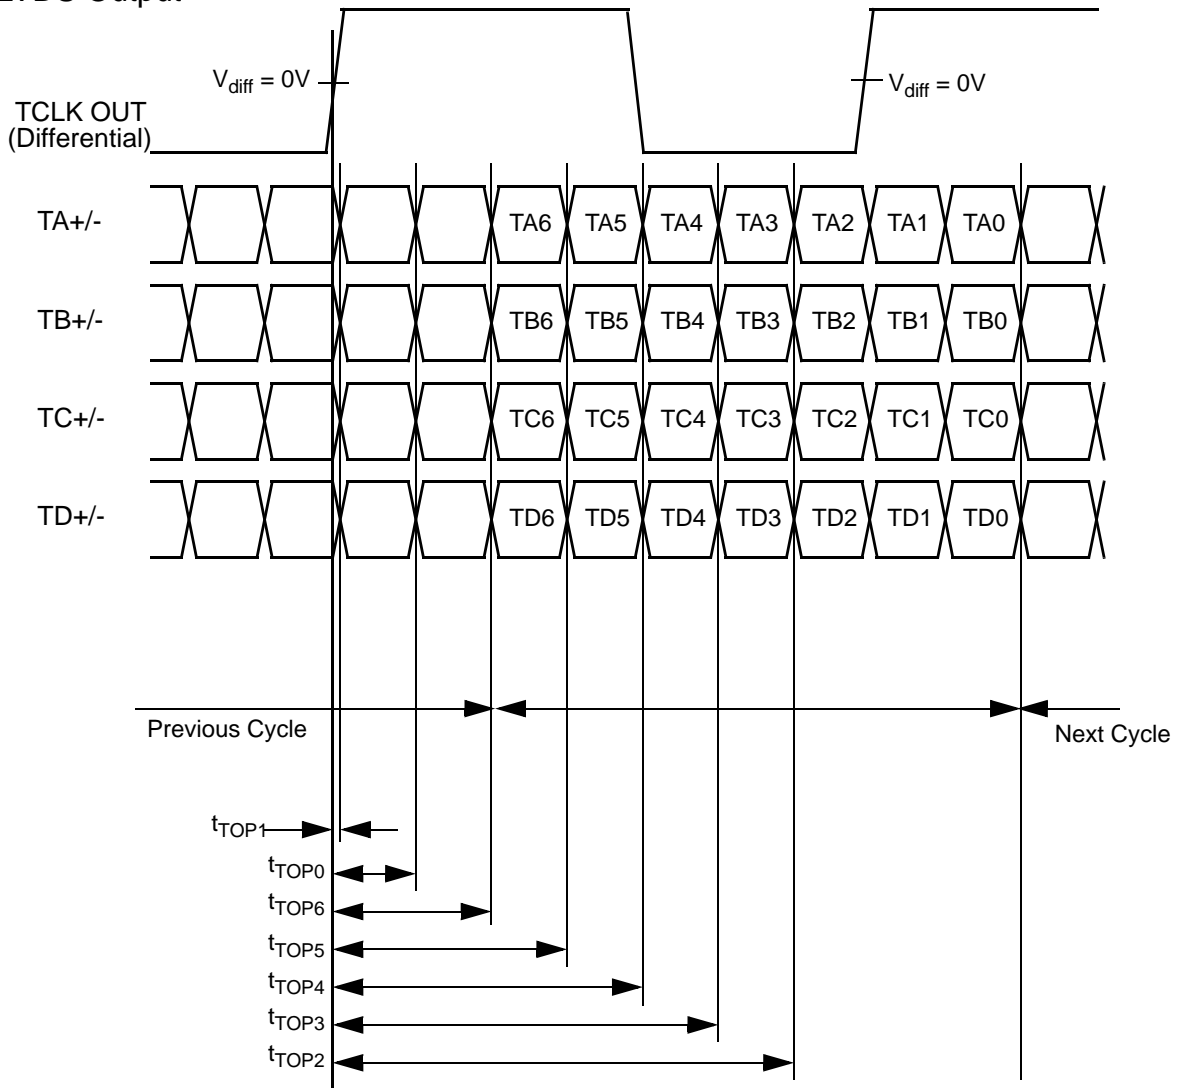 Output
V_diff = 0V
V_diff = 0V
TCLK OUT
(Differential)
TA+/- TA6 TA5 TA4 TA3 TA2 TA1 TA0
TB+/- TB6 TB5 TB4 TB3 TB2 TB1 TB0
TC+/- TC6 TC5 TC4 TC3 TC2 TC1 TC0
TD+/- TD6 TD5 TD4 TD3 TD2 TD1 TD0
Previous Cycle
Next Cycle
t_TOP1
t_TOP0
t_TOP6
t_TOP5
t_TOP4
t_TOP3
t_TOP2